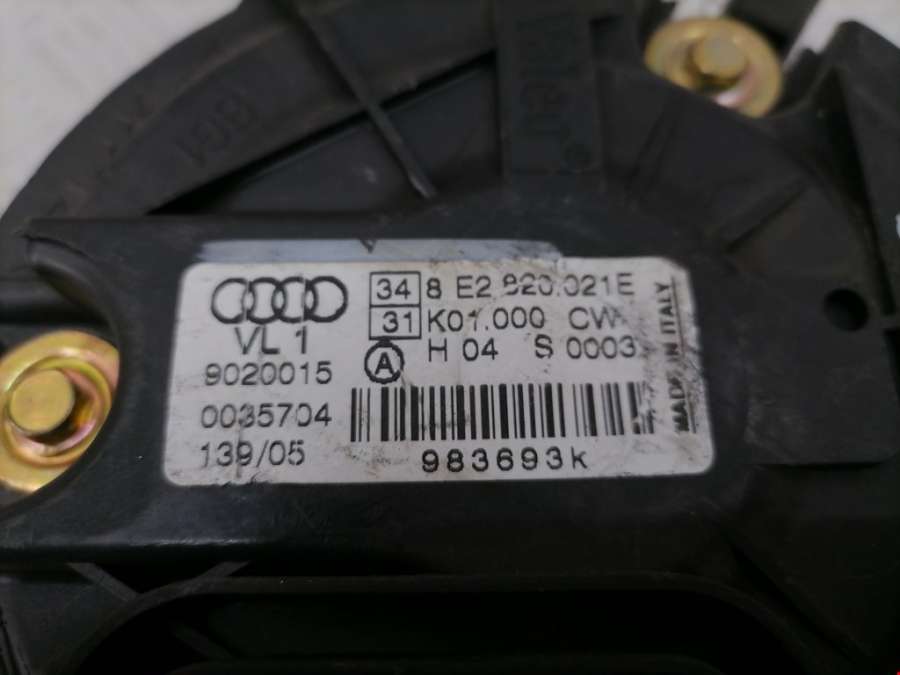 34 8 E2 820.021E
31 K01.000 CW
A H 04 S 0003
VL 1
9020015
0035704
139/05
983693k
MADE IN ITALY